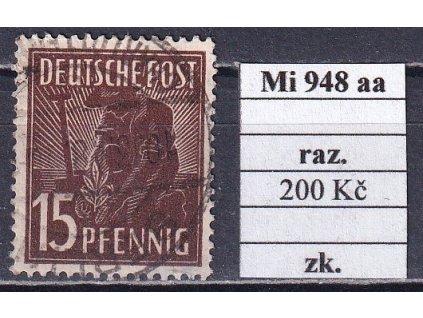 DEUTSCHE POST
15 PFENNIG
Mi 948 aa
raz.
200 Kč
zk.